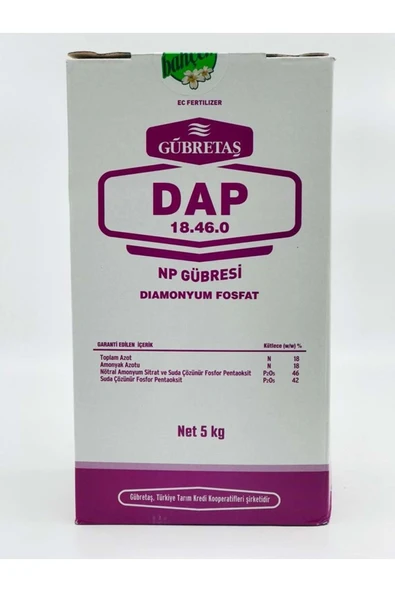 bahçem
EC FERTILIZER
GÜBRETAŞ
DAP
18.46.0
NP GÜBRESİ
DIAMONYUM FOSFAT
GARANTİ EDİLEN İÇERİK Kütlece (w/w) %
Toplam Azot N 18
Amonyak Azotu N 18
Nötral Amonyum Sitrat ve Suda Çözünür Fosfor Pentaoksit P₂O₅ 46
Suda Çözünür Fosfor Pentaoksit P₂O₅ 42
Net 5 kg
Gübretaş, Türkiye Tarım Kredi Kooperatifleri şirketidir